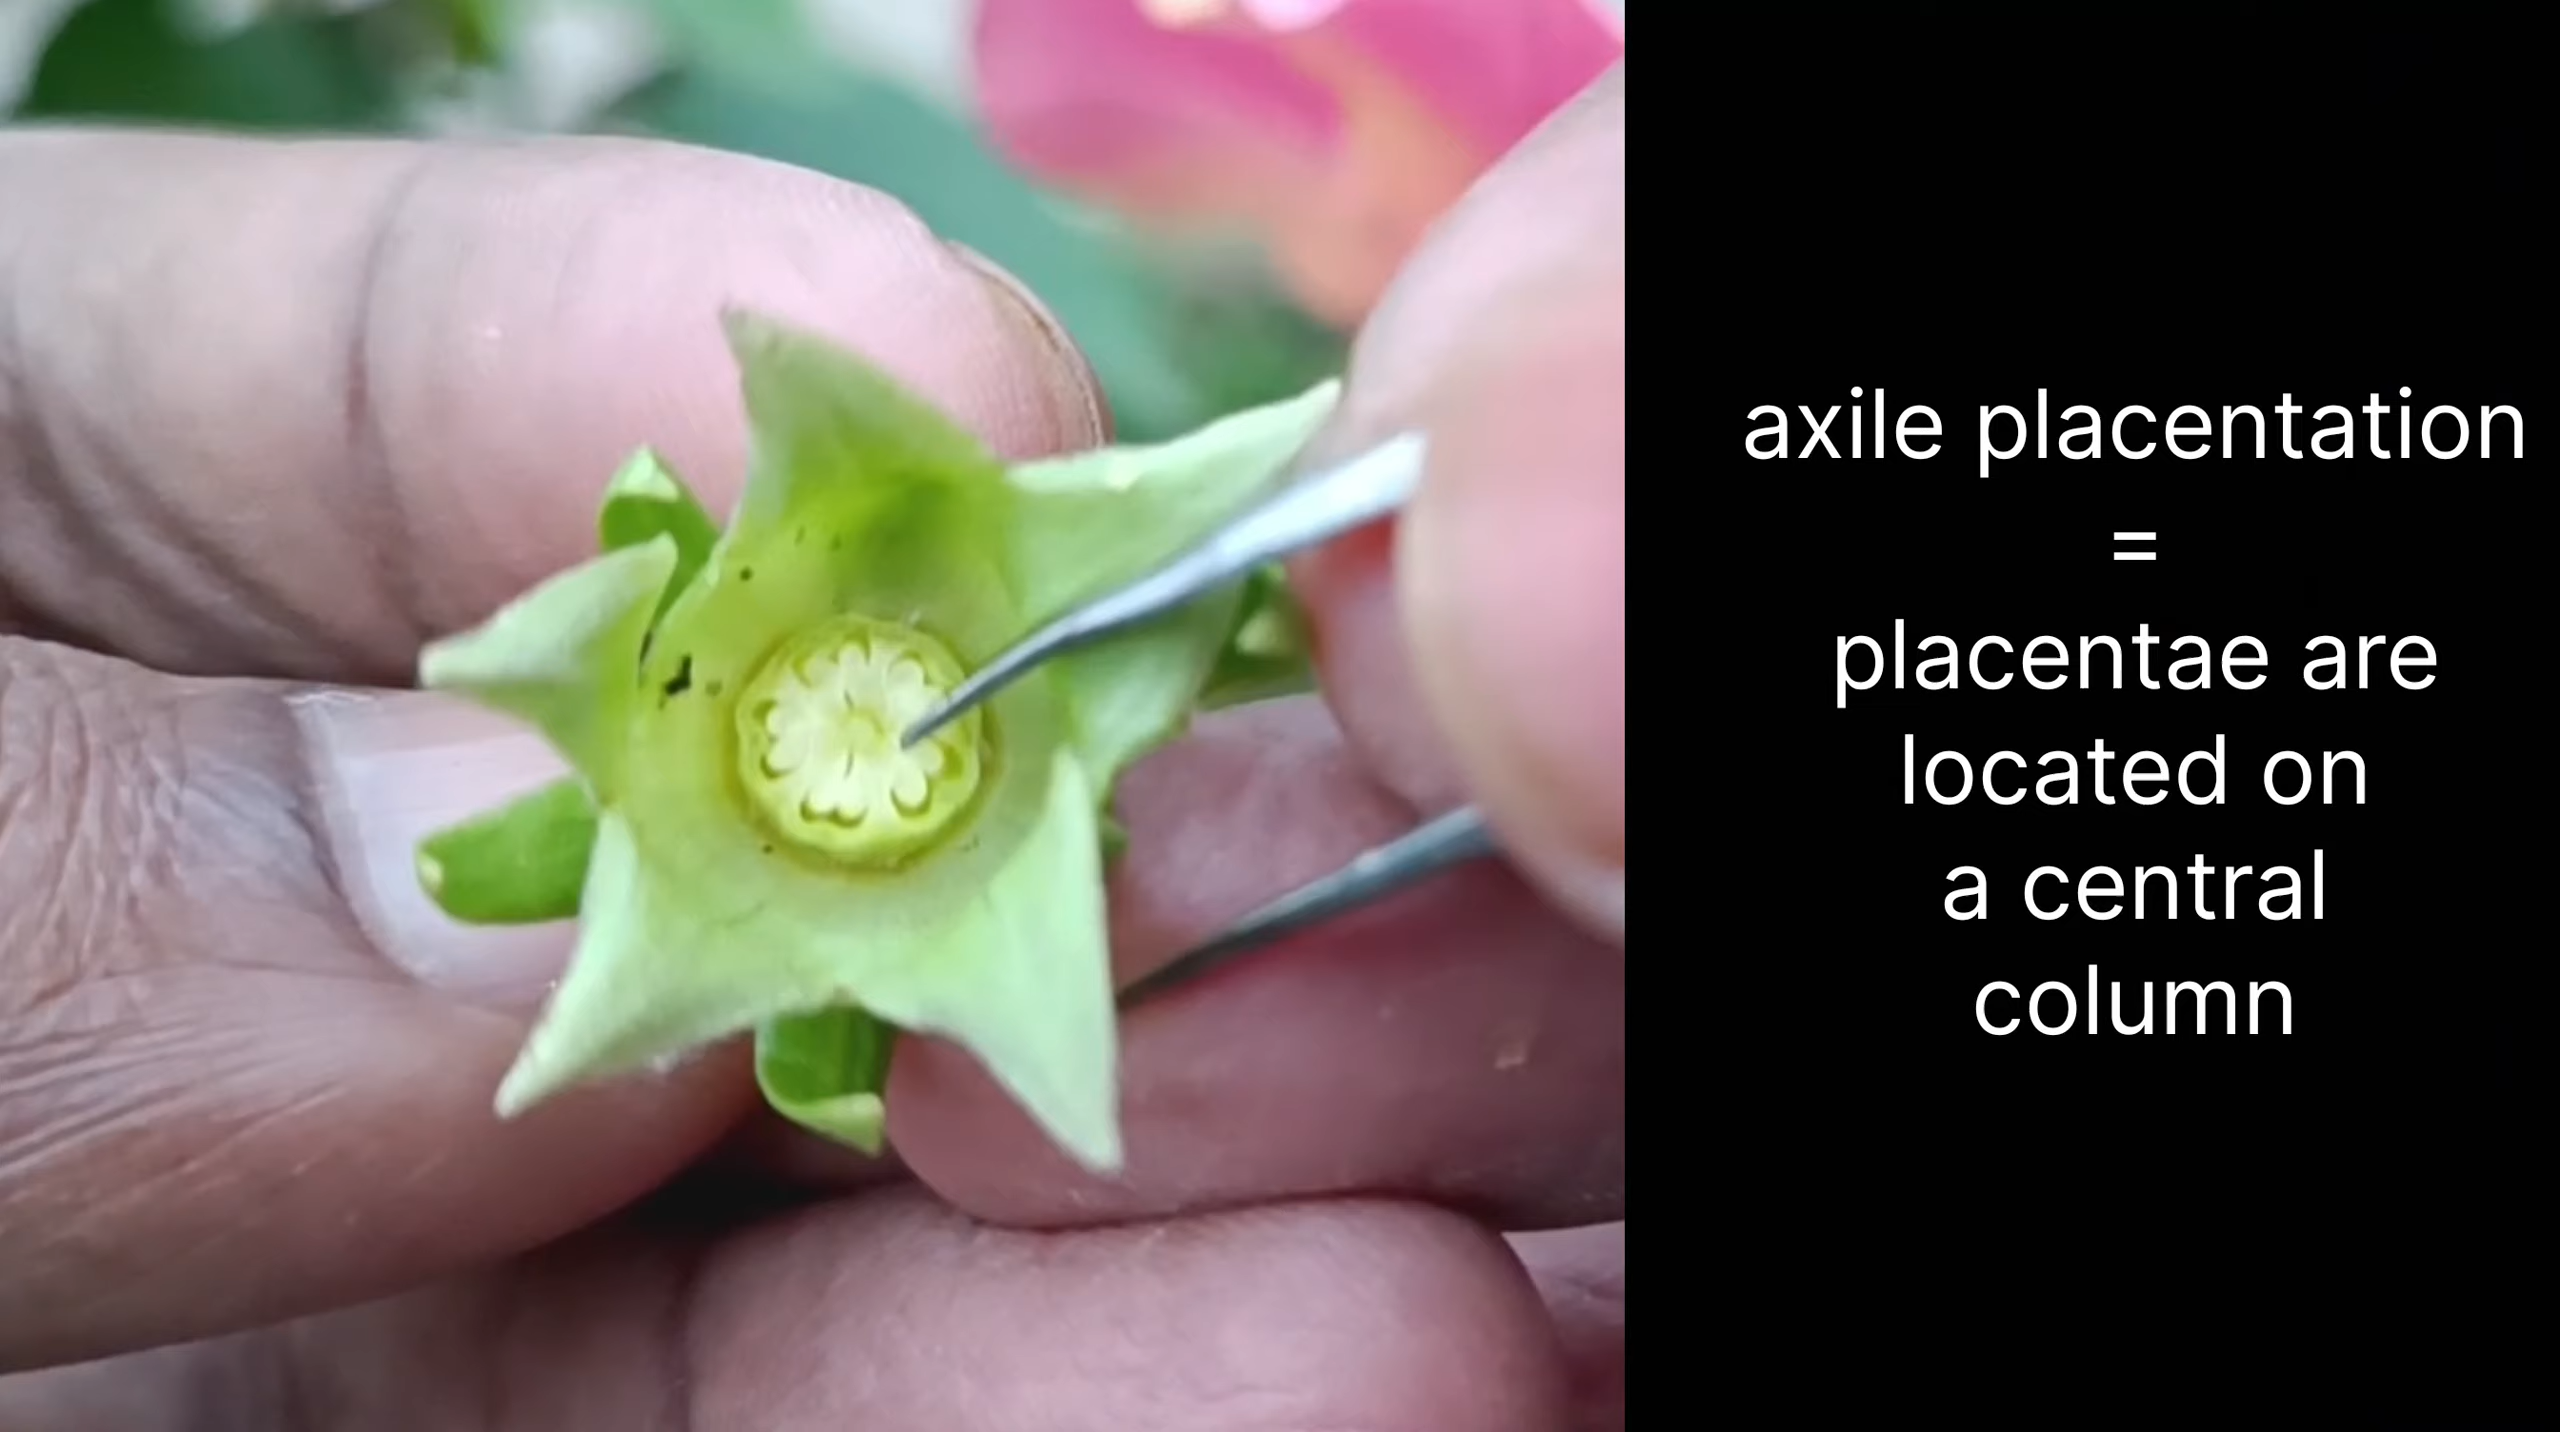 axile placentation
=
placentae are
located on
a central
column